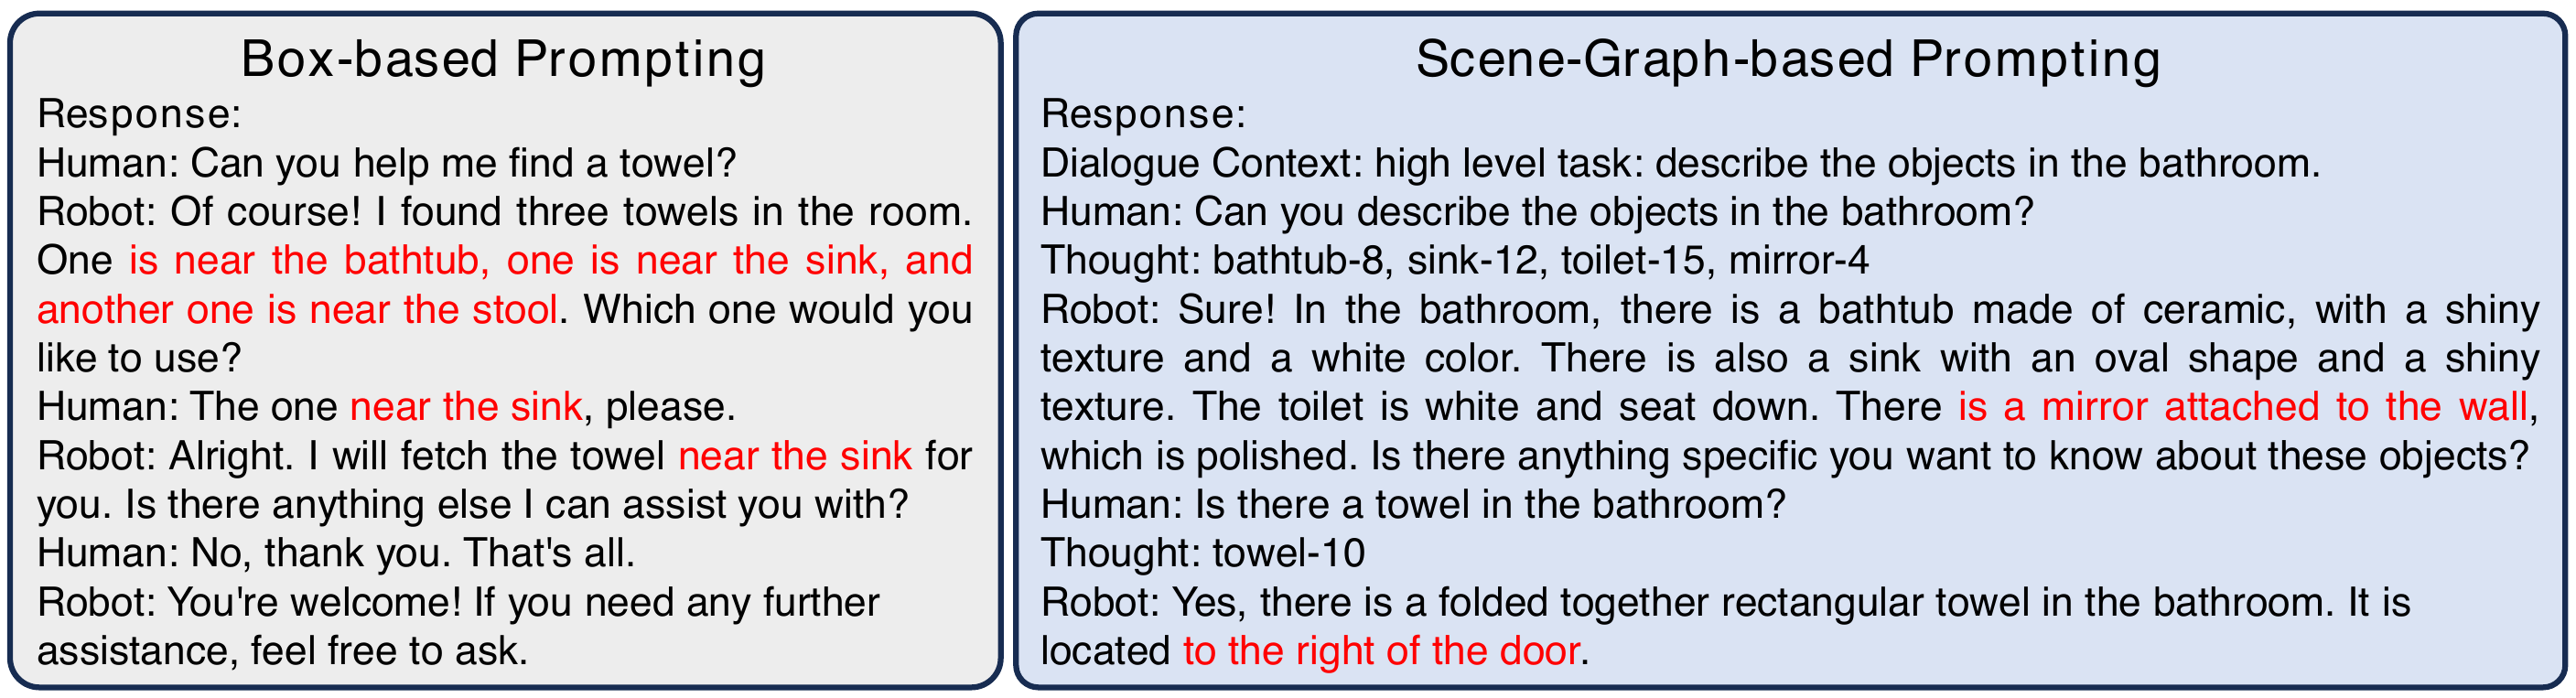 Box-based Prompting
Response:
Human: Can you help me find a towel?
Robot: Of course! I found three towels in the room.
One is near the bathtub, one is near the sink, and
another one is near the stool. Which one would you
like to use?
Human: The one near the sink, please.
Robot: Alright. I will fetch the towel near the sink for
you. Is there anything else I can assist you with?
Human: No, thank you. That's all.
Robot: You're welcome! If you need any further
assistance, feel free to ask.
Scene-Graph-based Prompting
Response:
Dialogue Context: high level task: describe the objects in the bathroom.
Human: Can you describe the objects in the bathroom?
Thought: bathtub-8, sink-12, toilet-15, mirror-4
Robot: Sure! In the bathroom, there is a bathtub made of ceramic, with a shiny
texture and a white color. There is also a sink with an oval shape and a shiny
texture. The toilet is white and seat down. There is a mirror attached to the wall,
which is polished. Is there anything specific you want to know about these objects?
Human: Is there a towel in the bathroom?
Thought: towel-10
Robot: Yes, there is a folded together rectangular towel in the bathroom. It is
located to the right of the door.